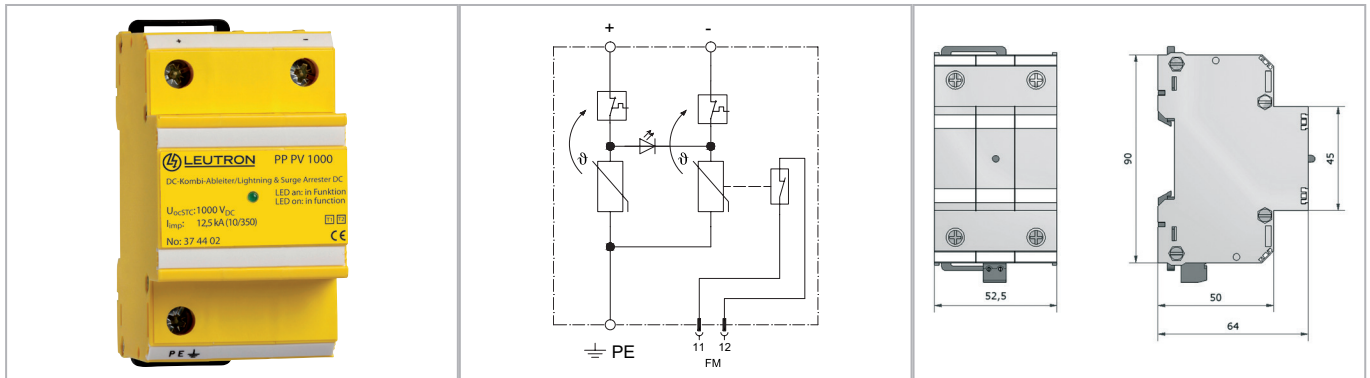 + -
LEUTRON PP PV 1000
DC-Kombi-Ableiter/Lightning & Surge Arrester DC
LED an: in Funktion
LED on: in function
UocSTC: 1000 VDC
Iimp: 12,5 kA (10/350)
T1 T2
No: 37 44 02
CE
PE
+ -
ϑ ϑ
PE
11 12
FM
52,5
90
45
50
64